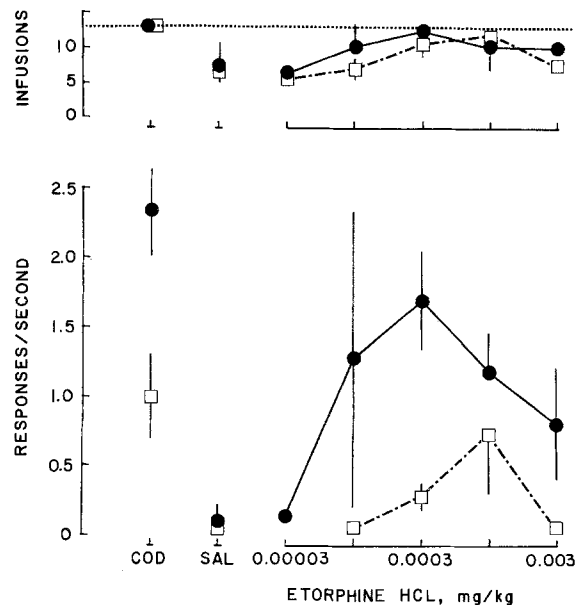 INFUSIONS
10
5
0
RESPONSES/SECOND
2.5
2.0
1.5
1.0
0.5
0
COD SAL 0.00003 0.0003 0.003
ETORPHINE HCL, mg/kg